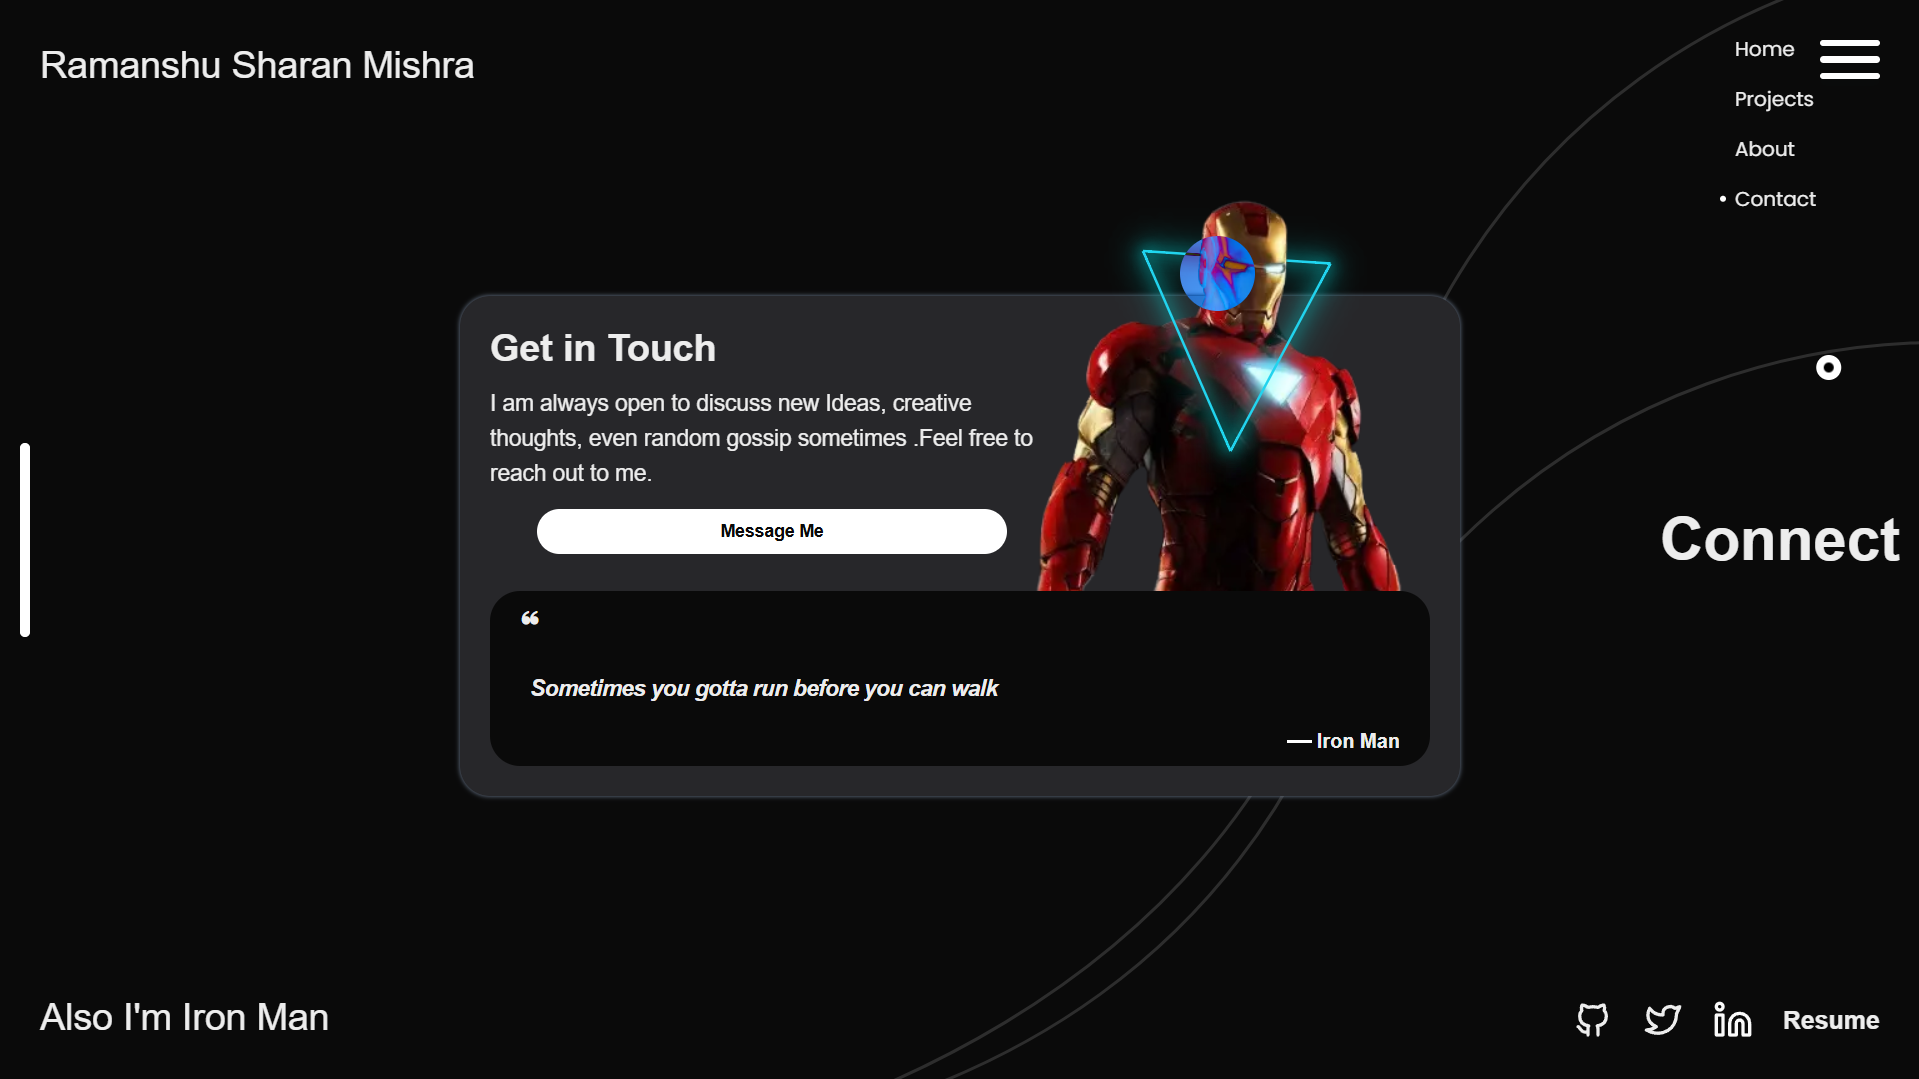 Ramanshu Sharan Mishra
Home
Projects
About
• Contact
Get in Touch
I am always open to discuss new Ideas, creative
thoughts, even random gossip sometimes .Feel free to
reach out to me.
Message Me
Connect
❝
Sometimes you gotta run before you can walk
— Iron Man
Also I'm Iron Man
Resume